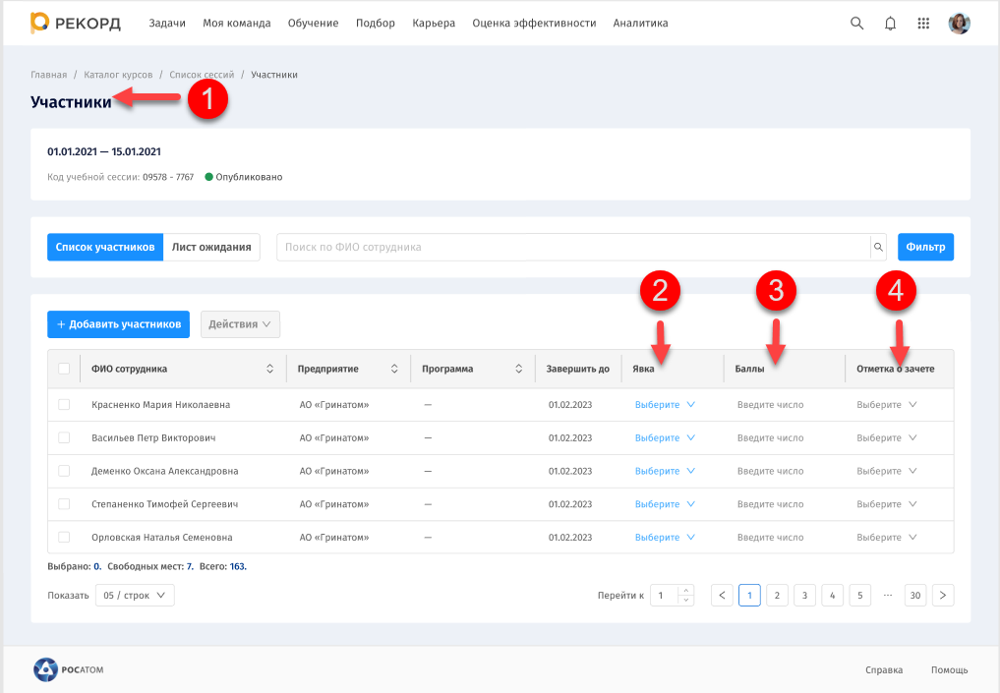 РЕКОРД Задачи Моя команда Обучение Подбор Карьера Оценка эффективности Аналитика
Главная / Каталог курсов / Список сессий / Участники
Участники 1
01.01.2021 — 15.01.2021
Код учебной сессии: 09578 - 7767 Опубликовано
Список участников Лист ожидания Поиск по ФИО сотрудника Фильтр
2 3 4
+ Добавить участников Действия
ФИО сотрудника Предприятие Программа Завершить до Явка Баллы Отметка о зачете
Красненко Мария Николаевна АО «Гринатом» — 01.02.2023 Выберите Введите число Выберите
Васильев Петр Викторович АО «Гринатом» — 01.02.2023 Выберите Введите число Выберите
Деменко Оксана Александровна АО «Гринатом» — 01.02.2023 Выберите Введите число Выберите
Степаненко Тимофей Сергеевич АО «Гринатом» — 01.02.2023 Выберите Введите число Выберите
Орловская Наталья Семеновна АО «Гринатом» — 01.02.2023 Выберите Введите число Выберите
Выбрано: 0. Свободных мест: 7. Всего: 163.
Показать 05 / строк Перейти к 1 < 1 2 3 4 5 ··· 30 >
РОСАТОМ Справка Помощь